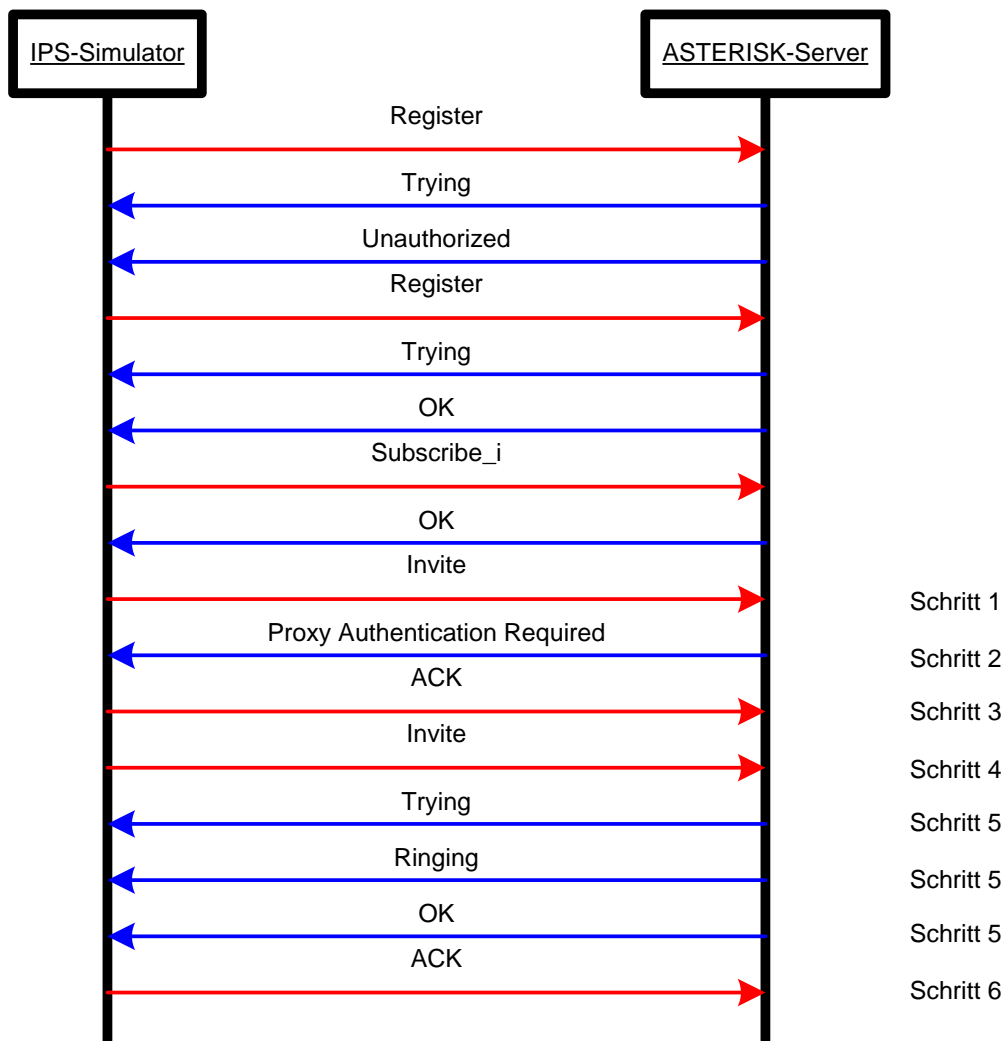 IPS-Simulator
ASTERISK-Server
Register
Trying
Unauthorized
Register
Trying
OK
Subscribe_i
OK
Invite
Schritt 1
Proxy Authentication Required
Schritt 2
ACK
Schritt 3
Invite
Schritt 4
Trying
Schritt 5
Ringing
Schritt 5
OK
Schritt 5
ACK
Schritt 6